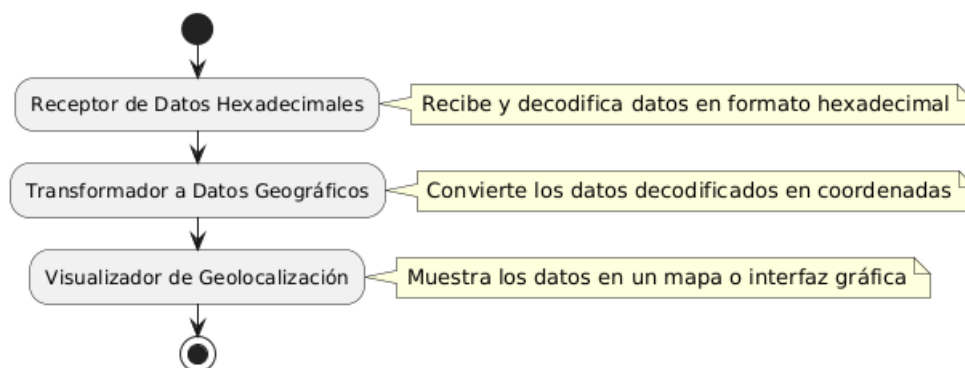 Receptor de Datos Hexadecimales
Recibe y decodifica datos en formato hexadecimal
Transformador a Datos Geográficos
Convierte los datos decodificados en coordenadas
Visualizador de Geolocalización
Muestra los datos en un mapa o interfaz gráfica